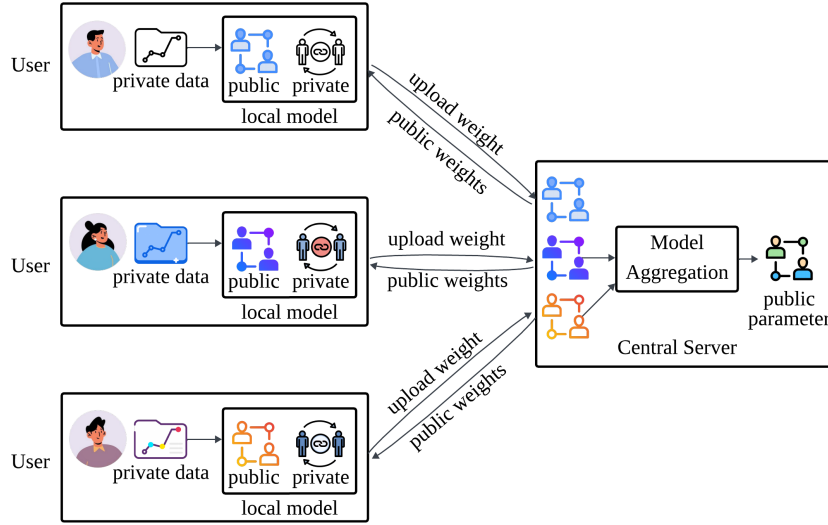 User
private data
public private
local model
upload weight
public weights
User
private data
public private
local model
upload weight
public weights
Model
Aggregation
public
parameter
Central Server
User
private data
public private
local model
upload weight
public weights